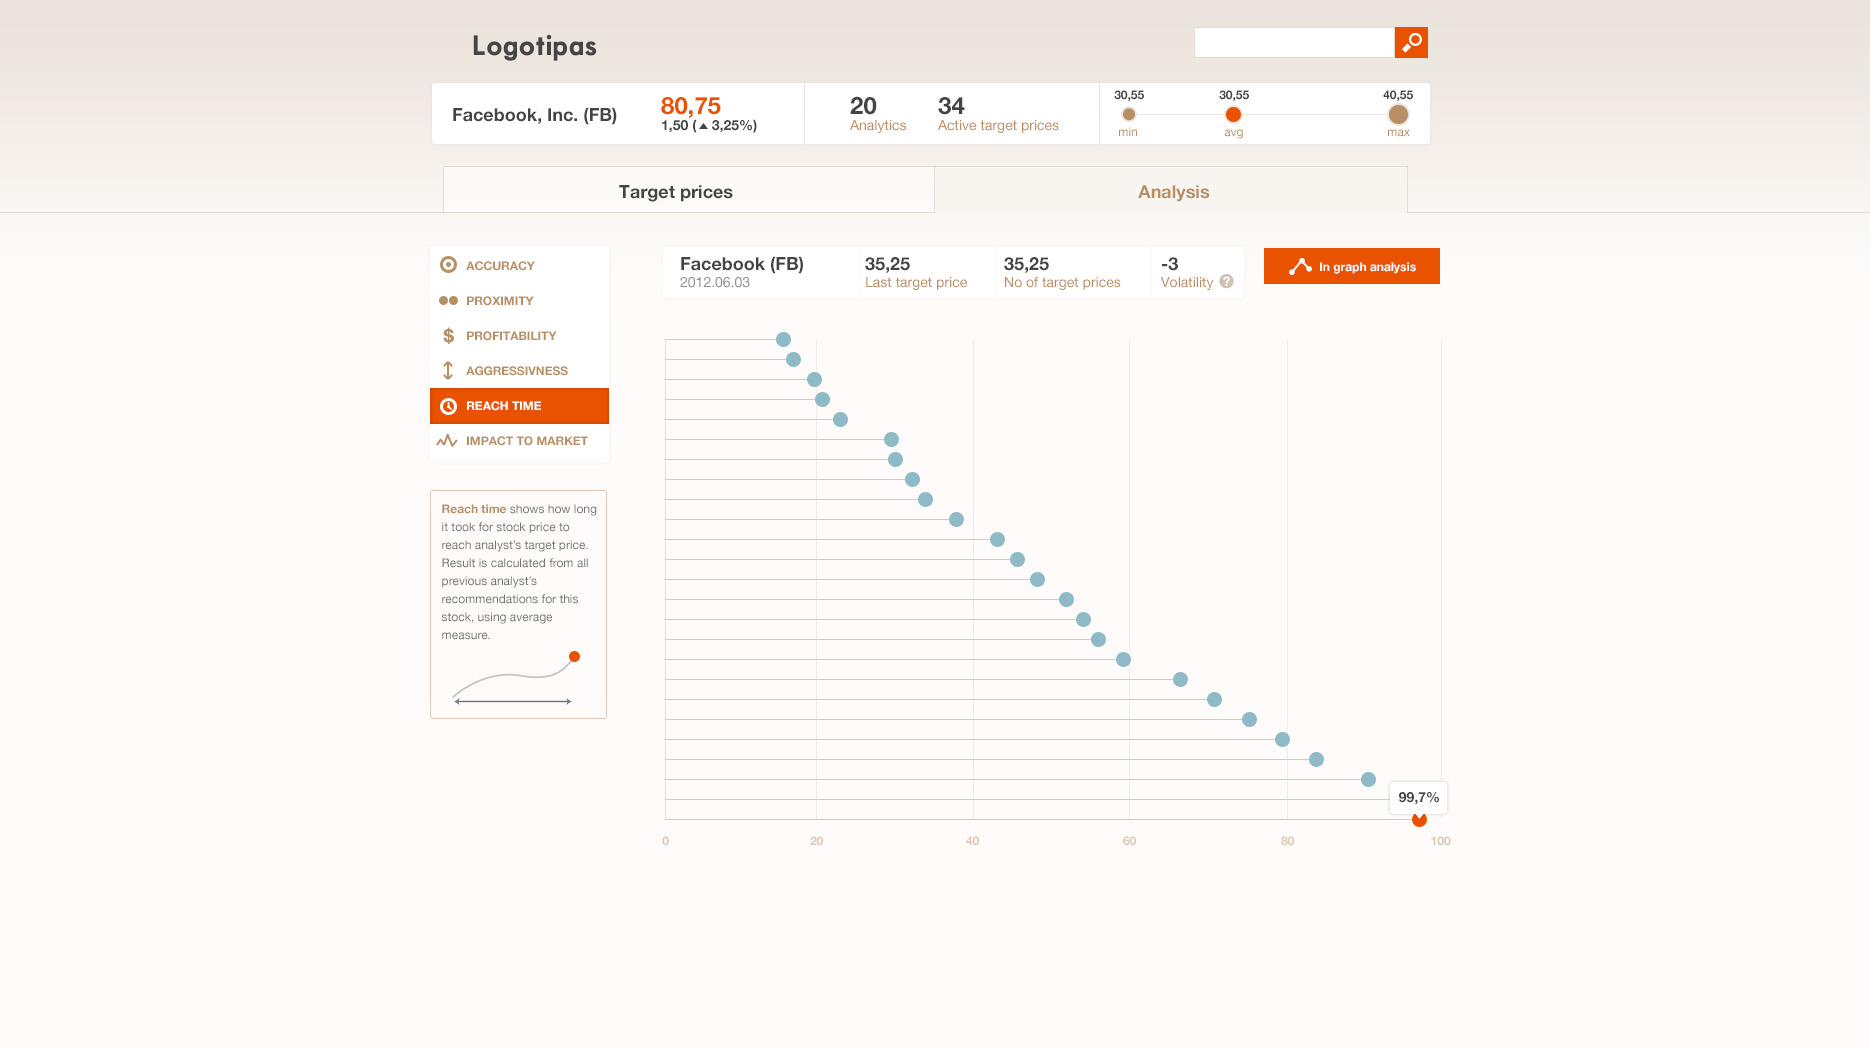 Logotipas
Facebook, Inc. (FB)
80,75
1,50 (▲ 3,25%)
20
Analytics
34
Active target prices
30,55
min
30,55
avg
40,55
max
Target prices
Analysis
ACCURACY
PROXIMITY
$ PROFITABILITY
AGGRESSIVNESS
REACH TIME
IMPACT TO MARKET
Reach time shows how long
it took for stock price to
reach analyst's target price.
Result is calculated from all
previous analyst's
recommendations for this
stock, using average
measure.
Facebook (FB)
2012.06.03
35,25
Last target price
35,25
No of target prices
-3
Volatility ?
In graph analysis
99,7%
0 20 40 60 80 100